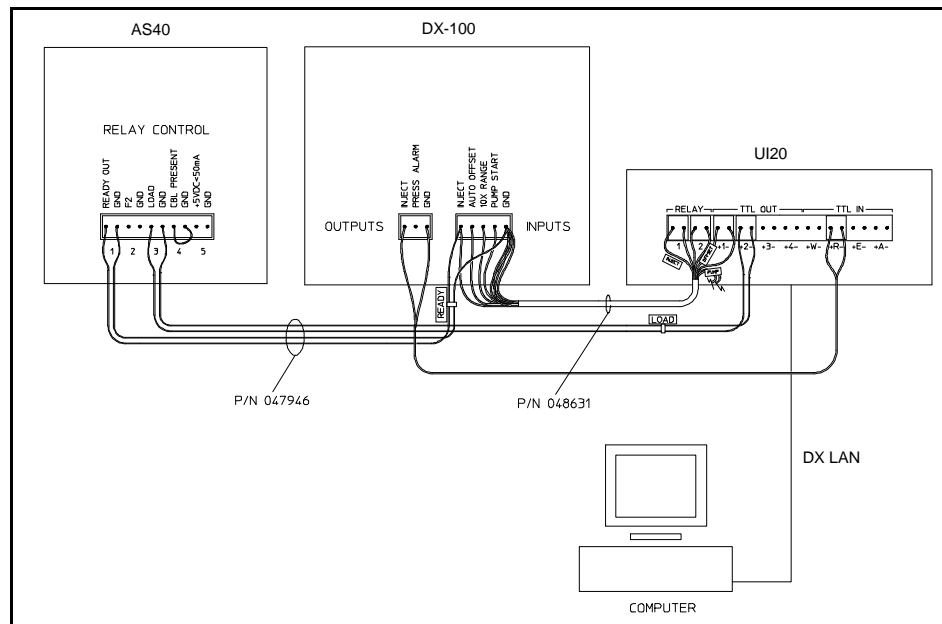 AS40
DX-100
UI20
RELAY CONTROL
READY OUT
GND
P2
GND
LOAD
GND
CBL PRESENT
GND
+5VDC<50mA
GND
1 2 3 4 5
OUTPUTS
INJECT
PRESS ALARM
GND
INJECT
AUTO OFFSET
10X RANGE
PUMP START
GND
INPUTS
RELAY TTL OUT TTL IN
1 2 +1- +2- +3- +4- +W- +R- +E- +A-
INJECT
OFFSET
PUMP
READY
LOAD
P/N 047946
P/N 048631
DX LAN
COMPUTER